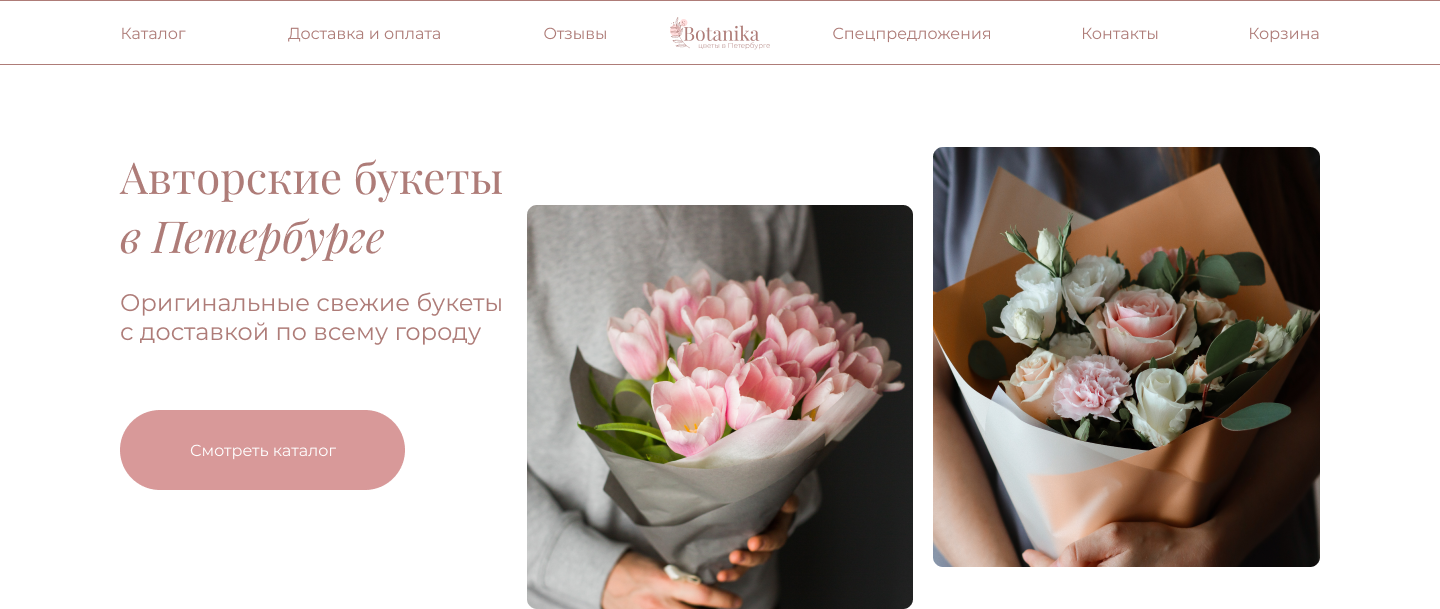 Каталог
Доставка и оплата
Отзывы
Botanika
цветы в Петербурге
Спецпредложения
Контакты
Корзина
Авторские букеты
в Петербурге
Оригинальные свежие букеты
с доставкой по всему городу
Смотреть каталог